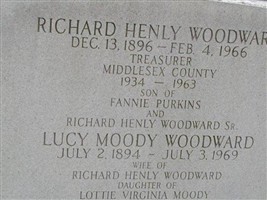 RICHARD HENLY WOODWAR
DEC. 13, 1896 – FEB. 4, 1966
TREASURER
MIDDLESEX COUNTY
1934 – 1963
SON OF
FANNIE PURKINS
AND
RICHARD HENLY WOODWARD SR.
LUCY MOODY WOODWARD
JULY 2, 1894 – JULY 3, 1969
WIFE OF
RICHARD HENLY WOODWARD
DAUGHTER OF
LOTTIE VIRGINIA MOODY